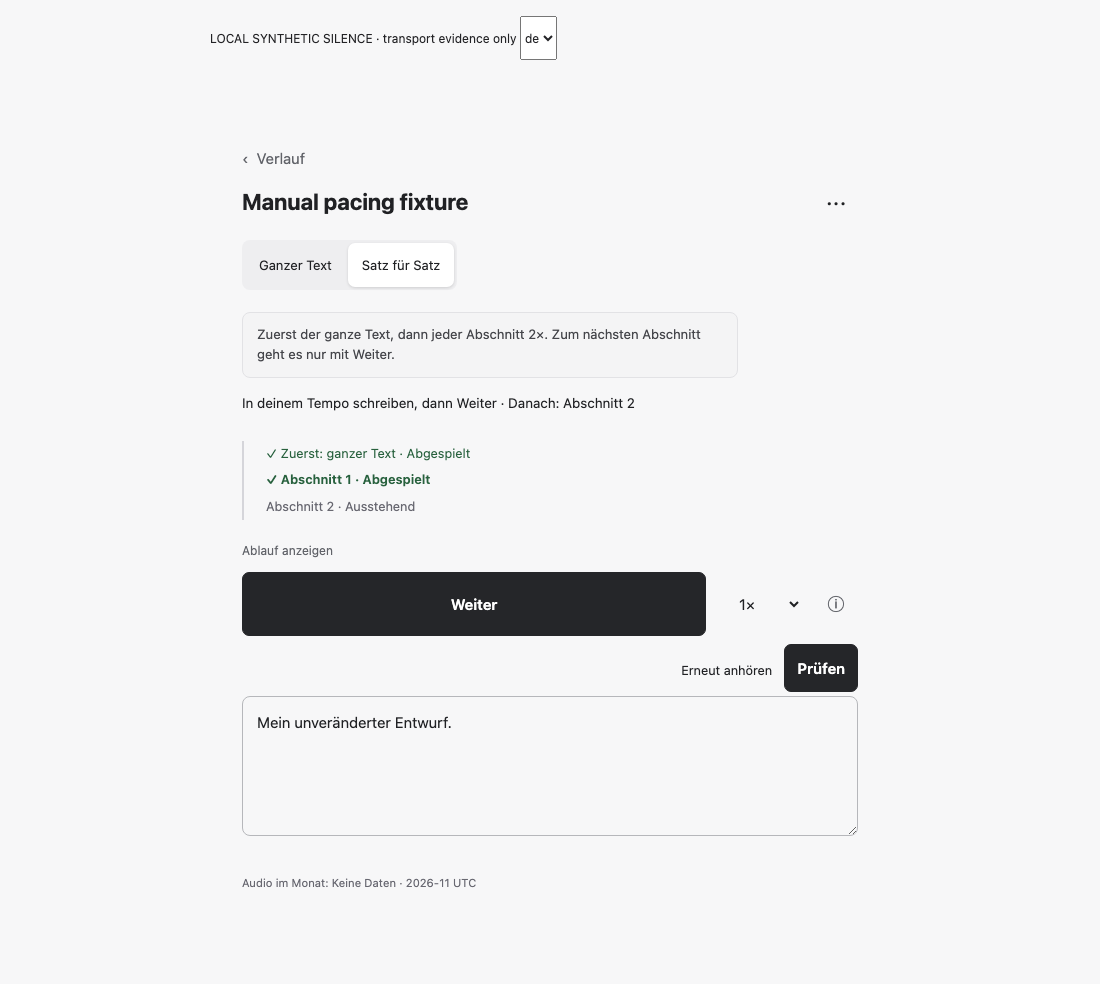 LOCAL SYNTHETIC SILENCE · transport evidence only de
‹ Verlauf
Manual pacing fixture
···
Ganzer Text
Satz für Satz
Zuerst der ganze Text, dann jeder Abschnitt 2×. Zum nächsten Abschnitt
geht es nur mit Weiter.
In deinem Tempo schreiben, dann Weiter · Danach: Abschnitt 2
✓ Zuerst: ganzer Text · Abgespielt
✓ Abschnitt 1 · Abgespielt
Abschnitt 2 · Ausstehend
Ablauf anzeigen
Weiter
1×
ⓘ
Erneut anhören
Prüfen
Mein unveränderter Entwurf.
Audio im Monat: Keine Daten · 2026-11 UTC